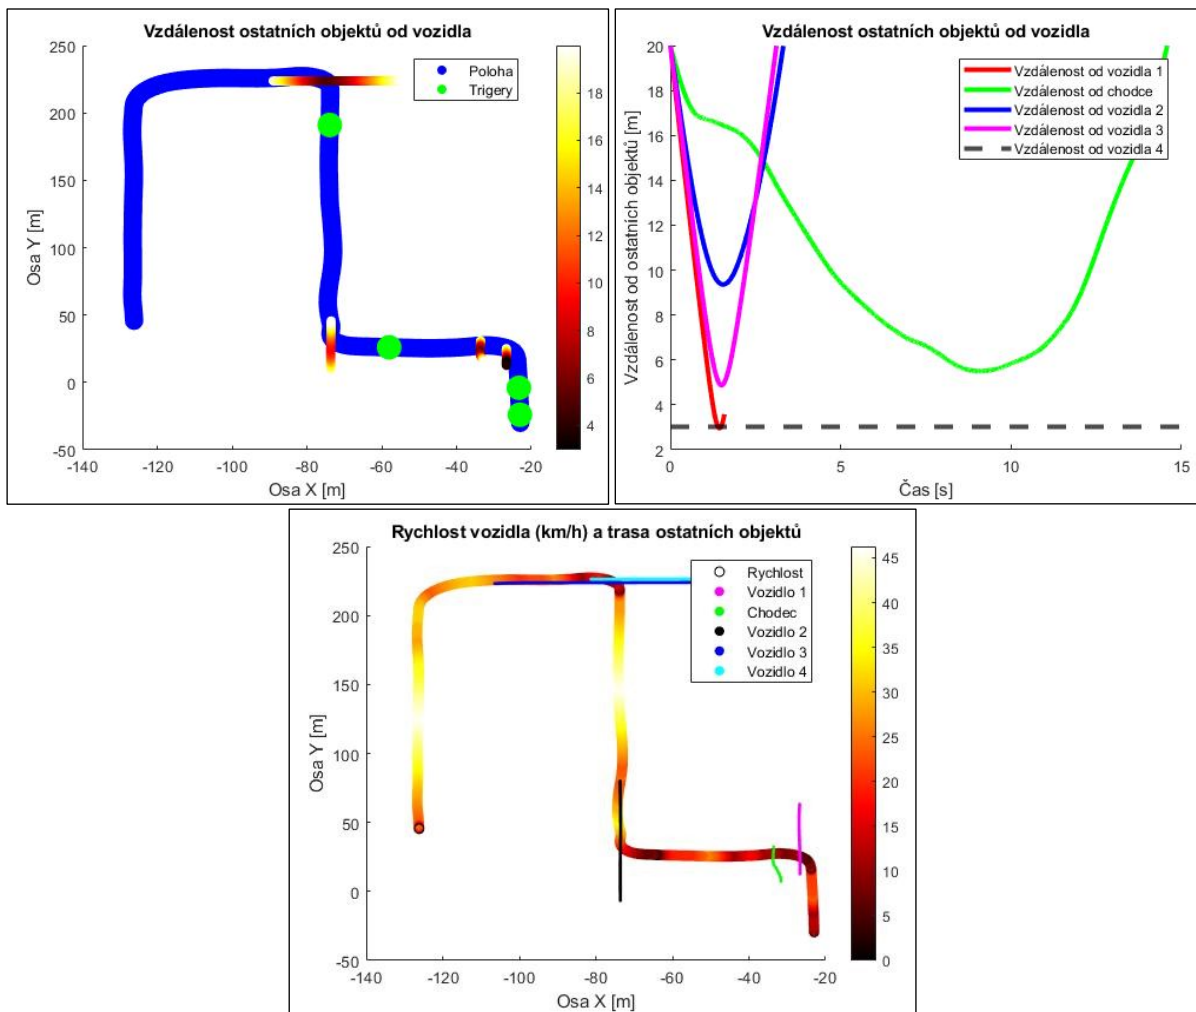 Vzdálenost ostatních objektů od vozidla
250
200
150
100
50
0
-50
-140
-120
-100
-80
-60
-40
-20
Osa X [m]
Osa Y [m]
Poloha
Trigery
18
16
14
12
10
8
6
4
Vzdálenost ostatních objektů od vozidla
20
18
16
14
12
10
8
6
4
2
0
5
10
15
Čas [s]
Vzdálenost od ostatních objektů [m]
Vzdálenost od vozidla 1
Vzdálenost od chodce
Vzdálenost od vozidla 2
Vzdálenost od vozidla 3
Vzdálenost od vozidla 4
Rychlost vozidla (km/h) a trasa ostatních objektů
250
200
150
100
50
0
-50
-140
-120
-100
-80
-60
-40
-20
Osa X [m]
Osa Y [m]
Rychlost
Vozidlo 1
Chodec
Vozidlo 2
Vozidlo 3
Vozidlo 4
45
40
35
30
25
20
15
10
5
0